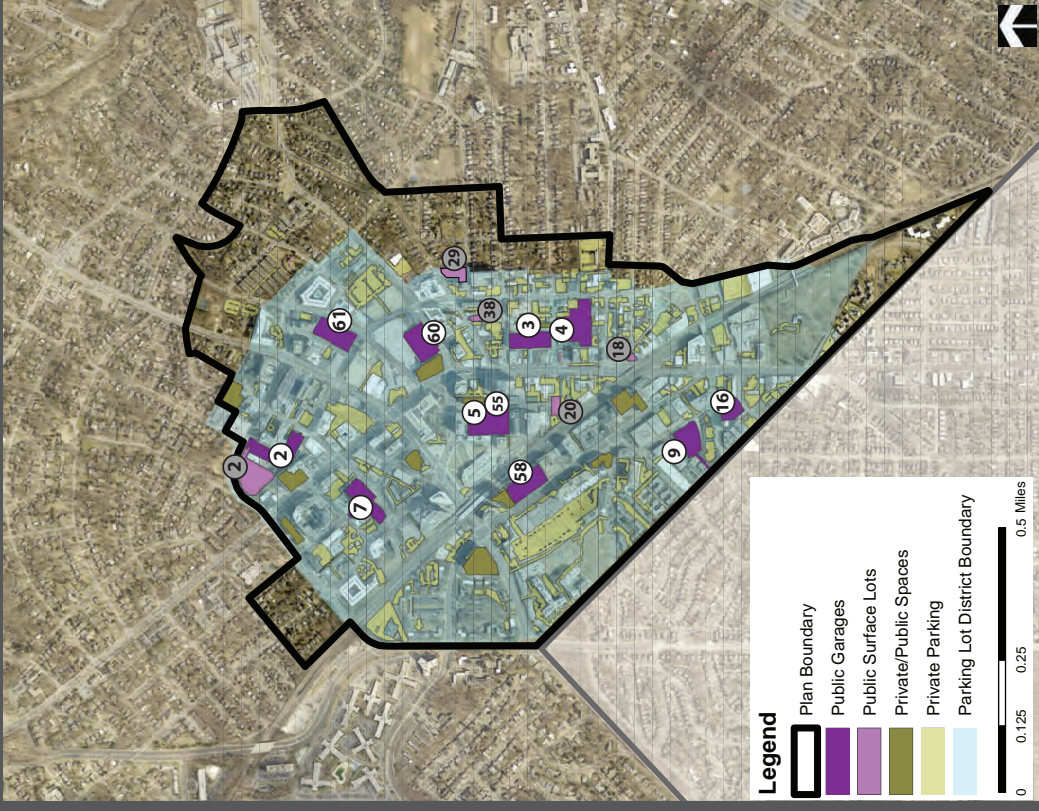 61
60
29
38
3
4
18
2
2
5
55
20
7
58
16
9
Legend
Plan Boundary
Public Garages
Public Surface Lots
Private/Public Spaces
Private Parking
Parking Lot District Boundary
0 0.125 0.25 0.5 Miles